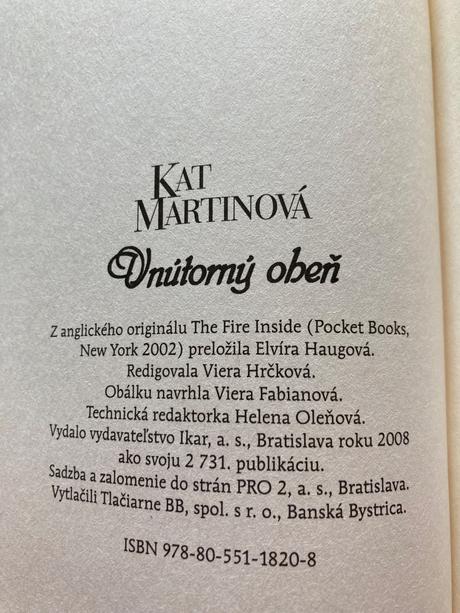 KAT
MARTINOVÁ
Vnútorný oheň
Z anglického originálu The Fire Inside (Pocket Books,
New York 2002) preložila Elvíra Haugová.
Redigovala Viera Hrčková.
Obálku navrhla Viera Fabianová.
Technická redaktorka Helena Oleňová.
Vydalo vydavateľstvo Ikar, a. s., Bratislava roku 2008
ako svoju 2 731. publikáciu.
Sadzba a zalomenie do strán PRO 2, a. s., Bratislava.
Vytlačili Tlačiarne BB, spol. s r. o., Banská Bystrica.
ISBN 978-80-551-1820-8